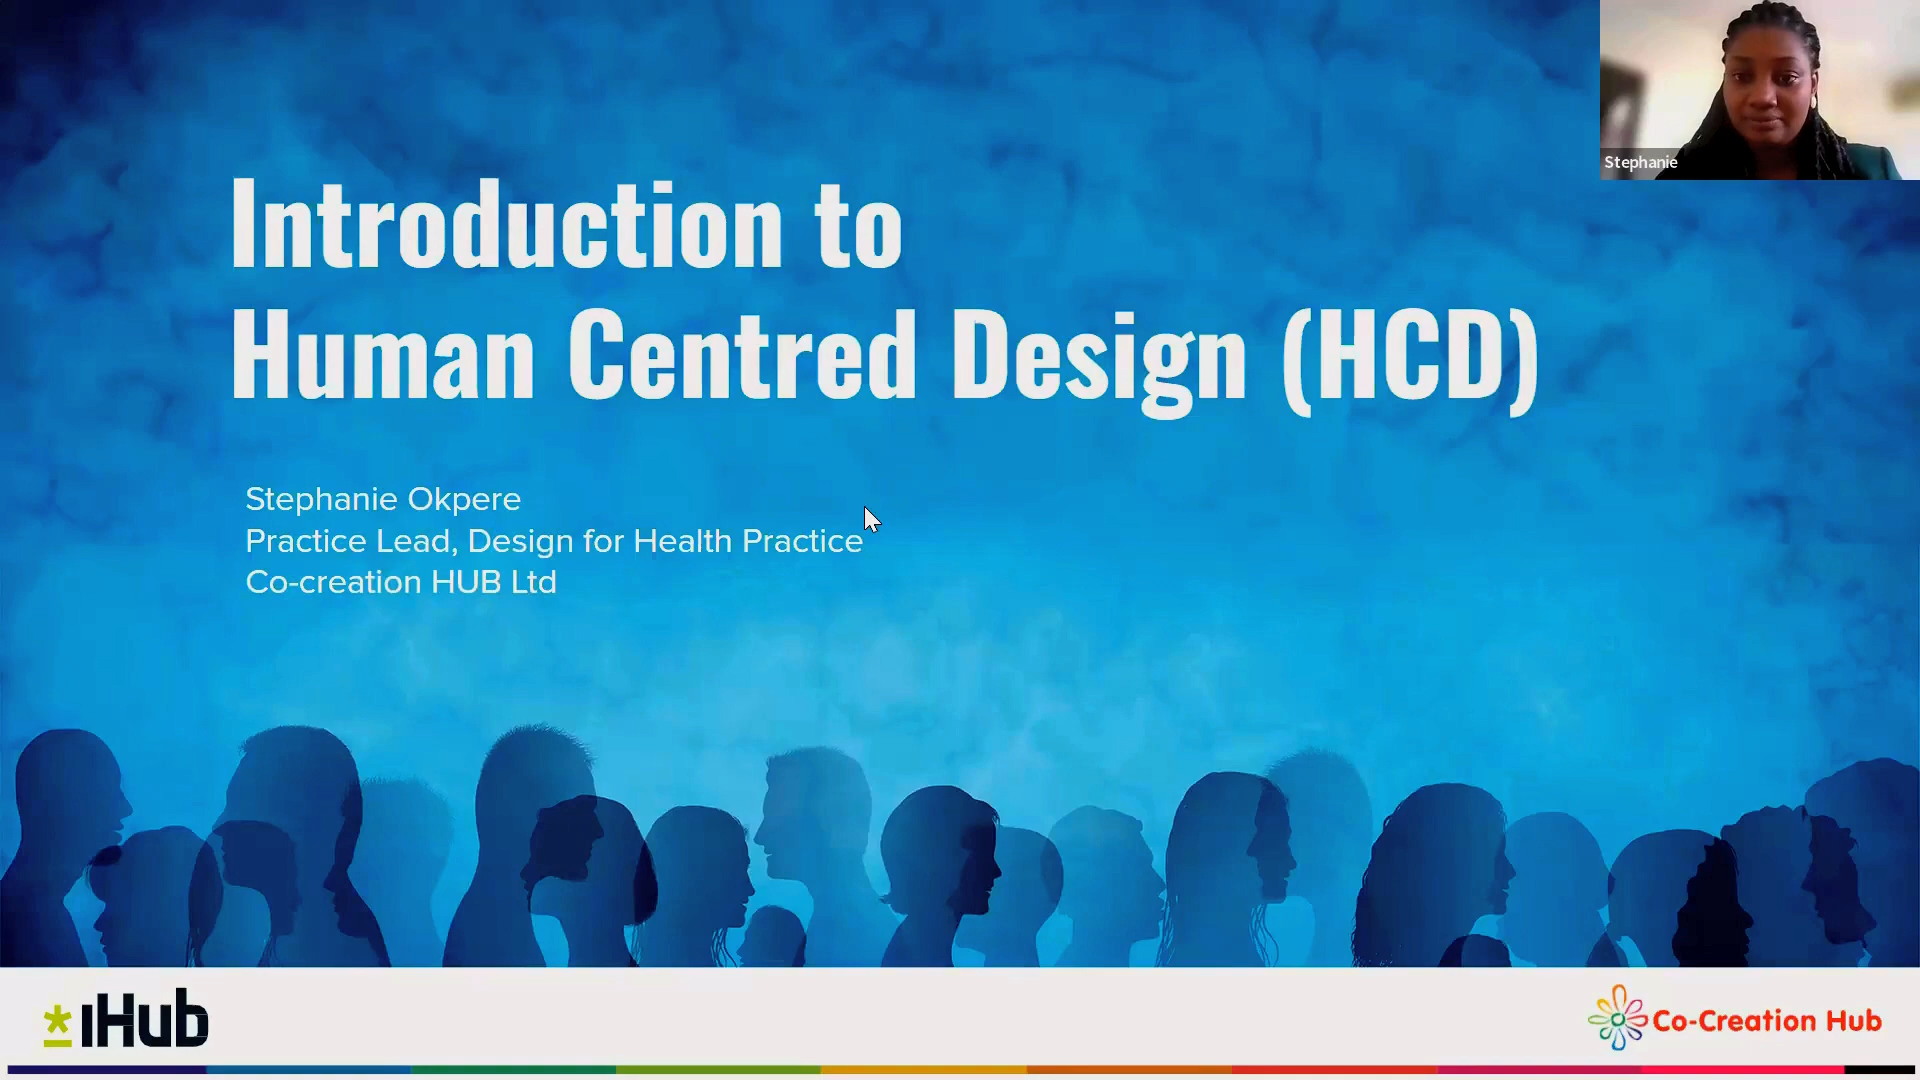 Stephanie
Introduction to
Human Centred Design (HCD)
Stephanie Okpere
Practice Lead, Design for Health Practice
Co-creation HUB Ltd
iHub
Co-Creation Hub